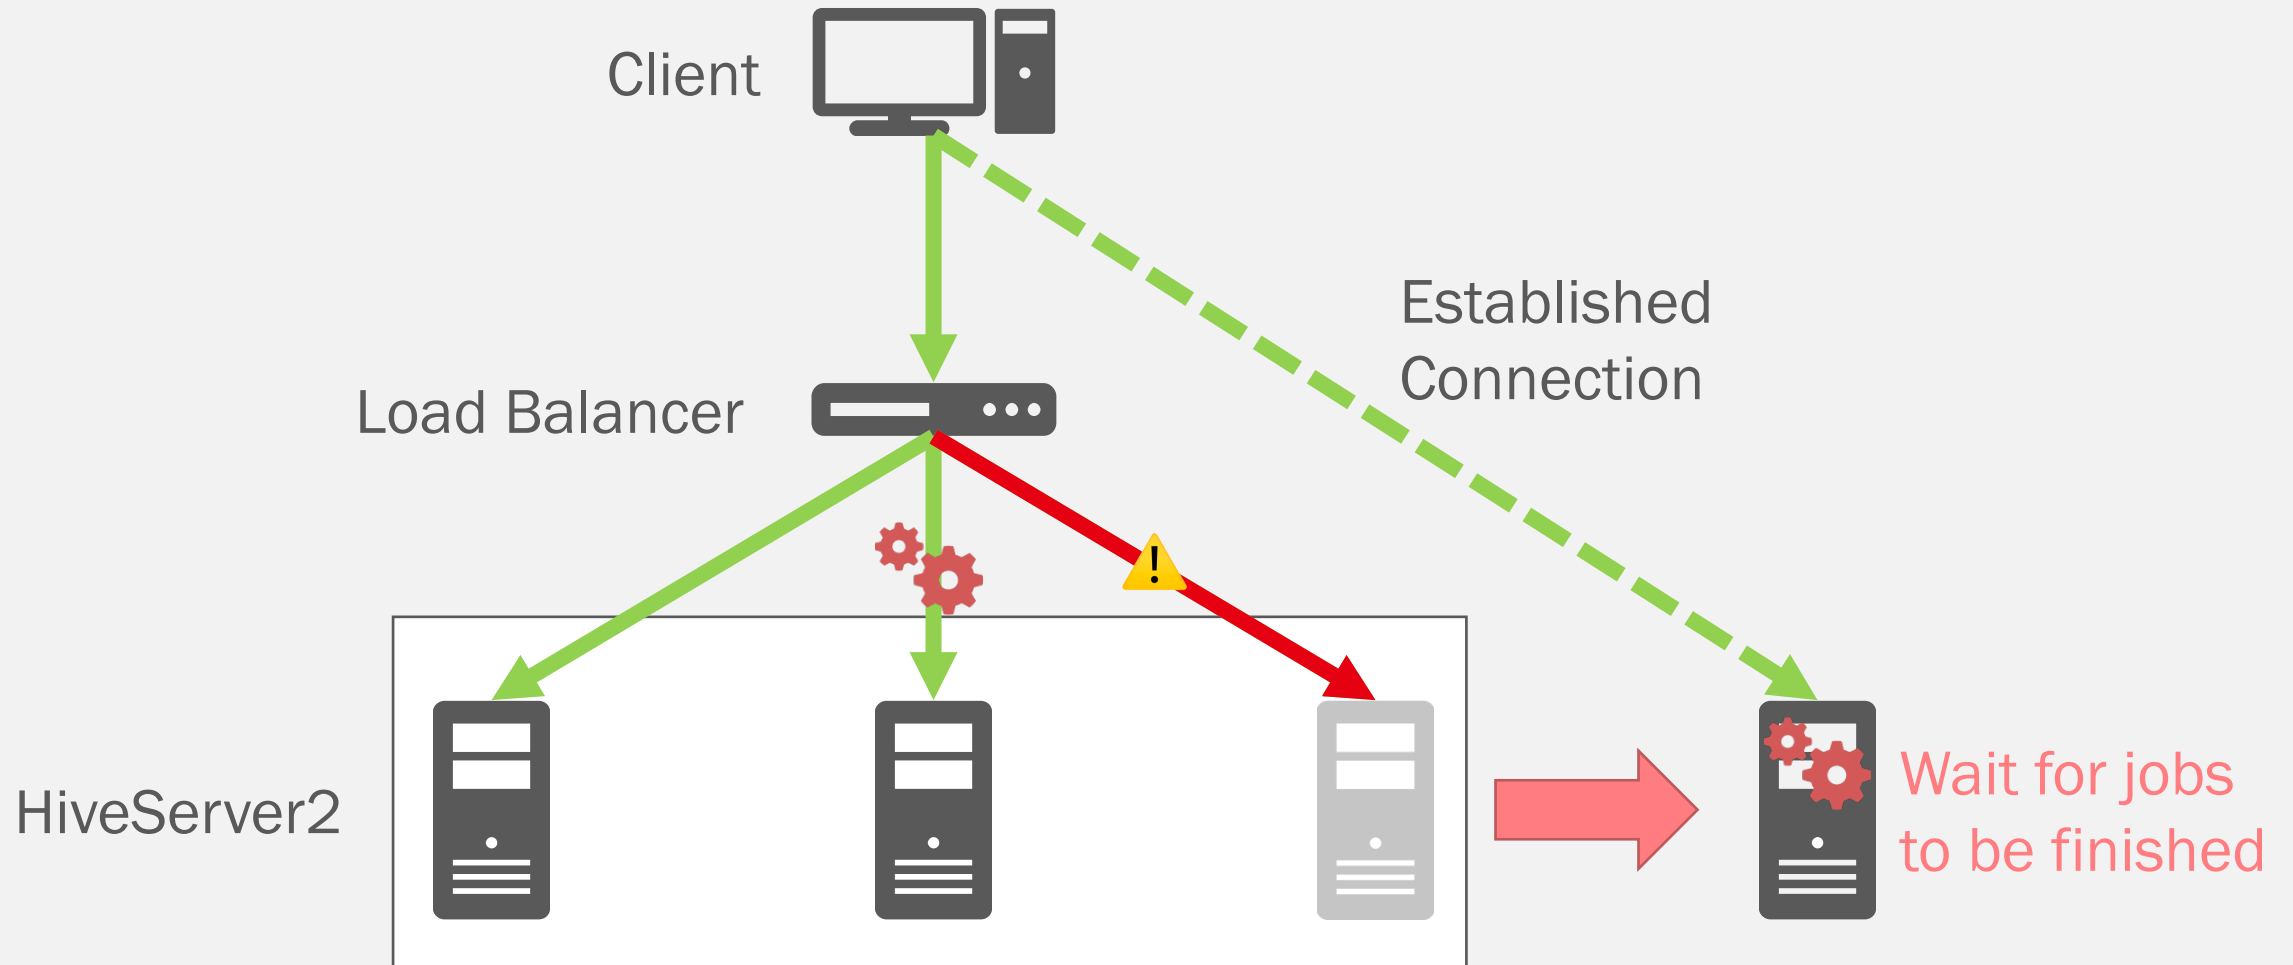 Client
Established
Connection
Load Balancer
HiveServer2
Wait for jobs
to be finished